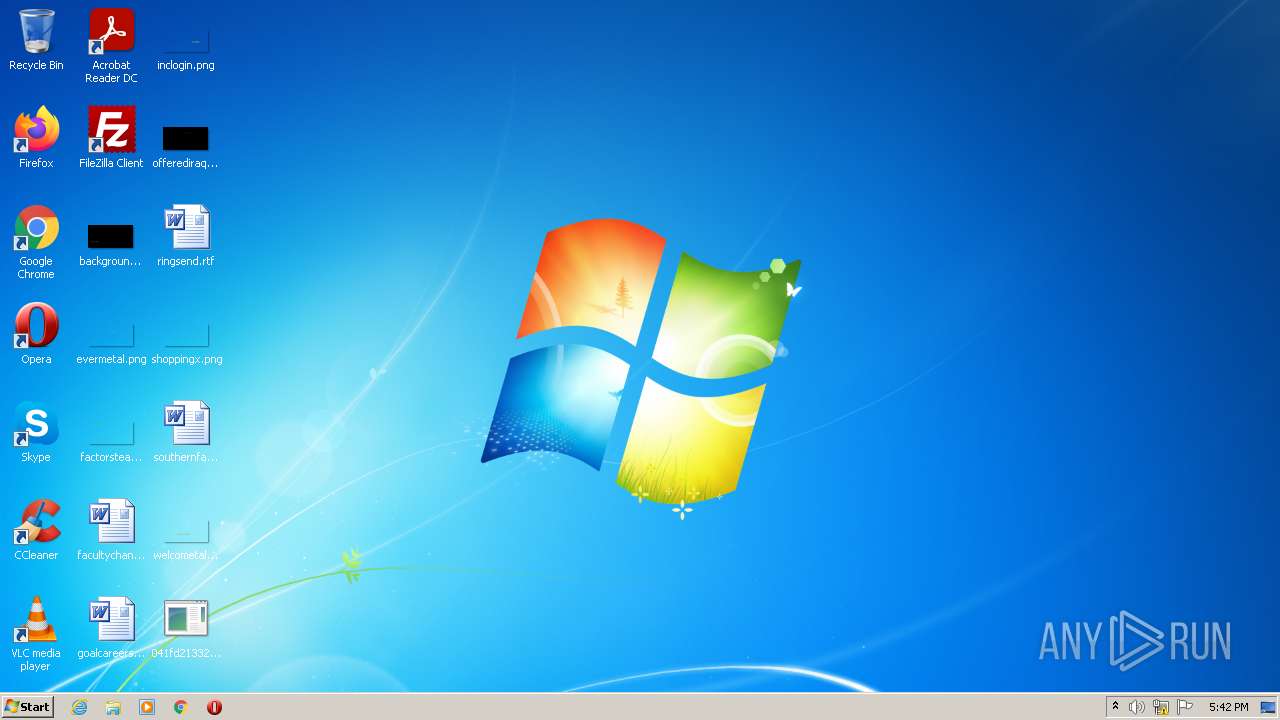 Recycle Bin
Acrobat
Reader DC
inclogin.png
Firefox
FileZilla Client
offerediraq...
Google
Chrome
backgroun...
ringsend.rtf
Opera
evermetal.png
shoppingx.png
Skype
factorstea...
southernfa...
CCleaner
facultychan...
welcometal...
VLC media
player
goalcareers...
041fd21332...
ANY RUN
Start
5:42 PM